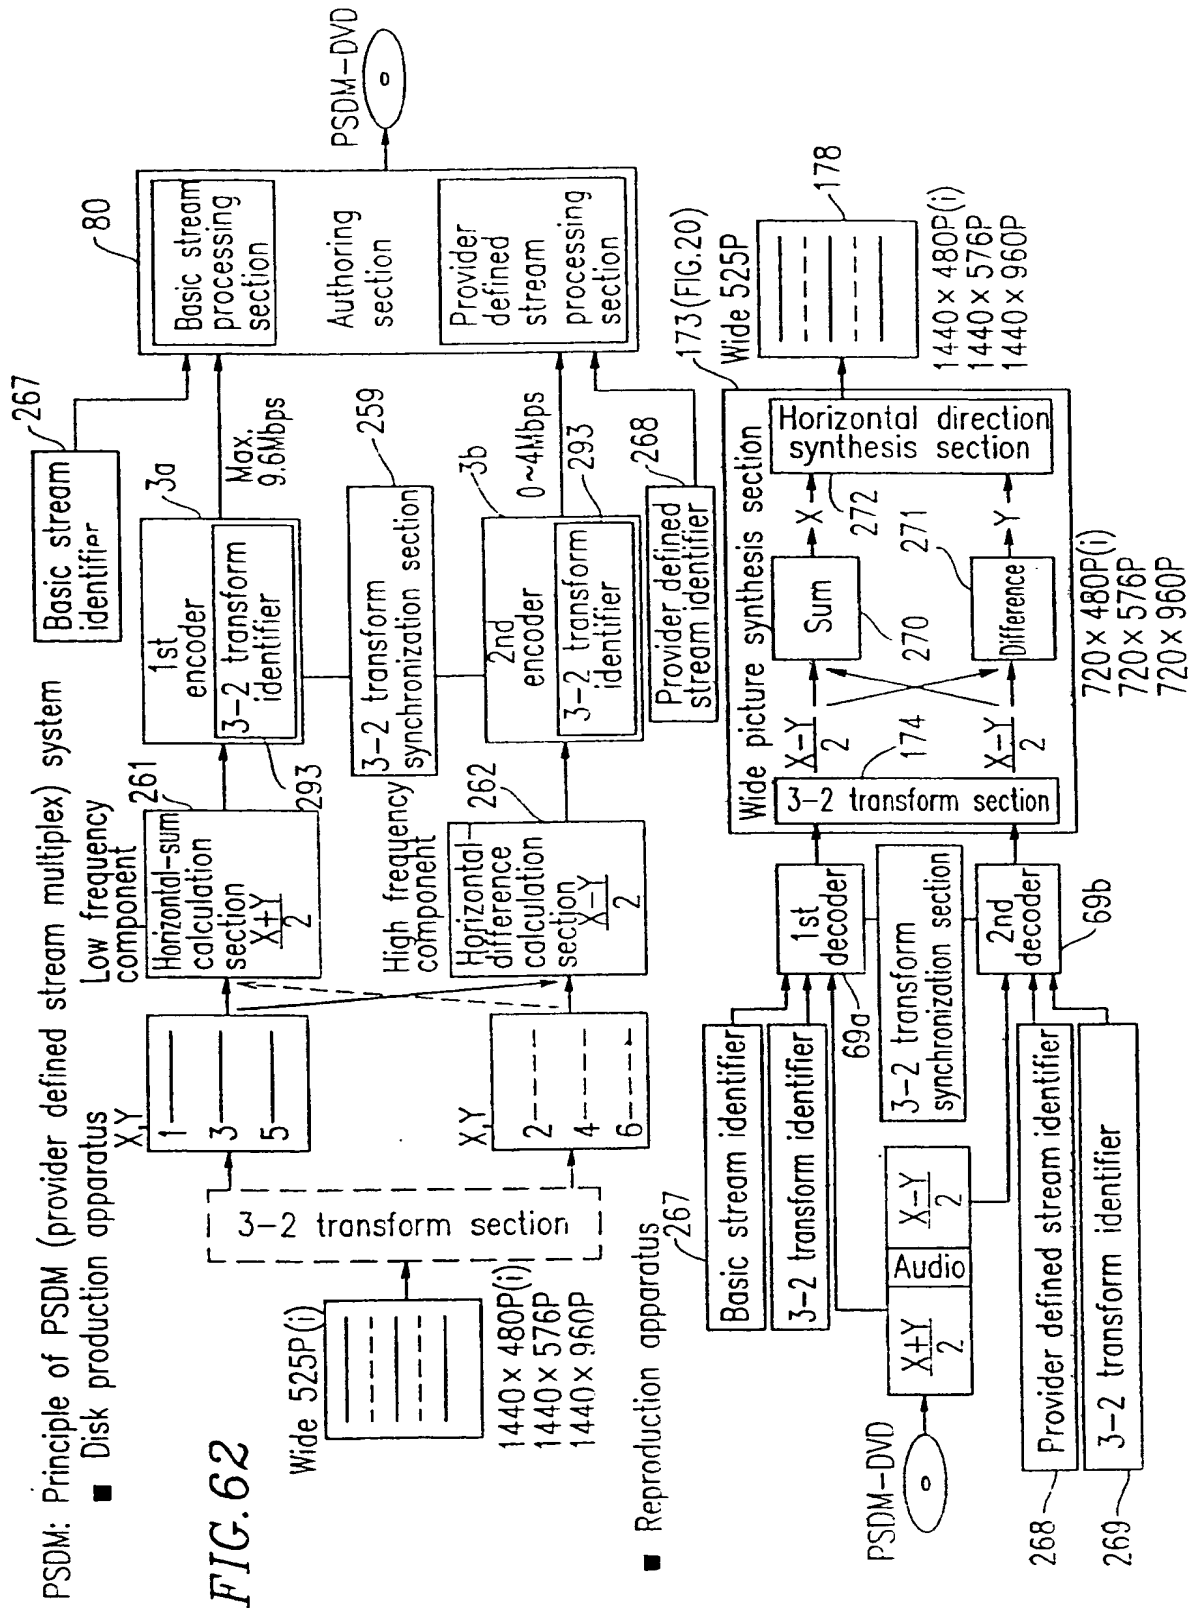 PSDM: Principle of PSDM (provider defined stream multiplex) system
■ Disk production apparatus
FIG. 62
Wide 525P(i)
1440×480P(i)
1440×576P
1440×960P
3-2 transform section
X,Y
1
3
5
X,Y
2
4
6
Low frequency
component
261
Horizontal-sum
calculation
section
X+Y
2
High frequency
component
262
Horizontal-
difference
calculation
section
X-Y
2
267
Basic stream
identifier
3a
1st
encoder
3-2 transform
identifier
293
Max.
9.6Mbps
259
3-2 transform
synchronization section
3b
2nd
encoder
3-2 transform
identifier
293
0~4Mbps
268
Provider defined
stream identifier
80
Basic stream
processing
section
Authoring
section
Provider
defined
stream
processing
section
PSDM-DVD
■ Reproduction apparatus
PSDM-DVD
X+Y
2
Audio
X-Y
2
267
Basic stream identifier
3-2 transform identifier
268
Provider defined stream identifier
269
3-2 transform identifier
69a
1st
decoder
3-2 transform
synchronization section
2nd
decoder
69b
173(FIG.20)
Wide picture synthesis section
3-2 transform section
174
X-Y
2
X-Y
2
Sum
270
Difference
271
X
Y
272
Horizontal direction
synthesis section
720×480P(i)
720×576P
720×960P
Wide 525P
178
1440×480P(i)
1440×576P
1440×960P